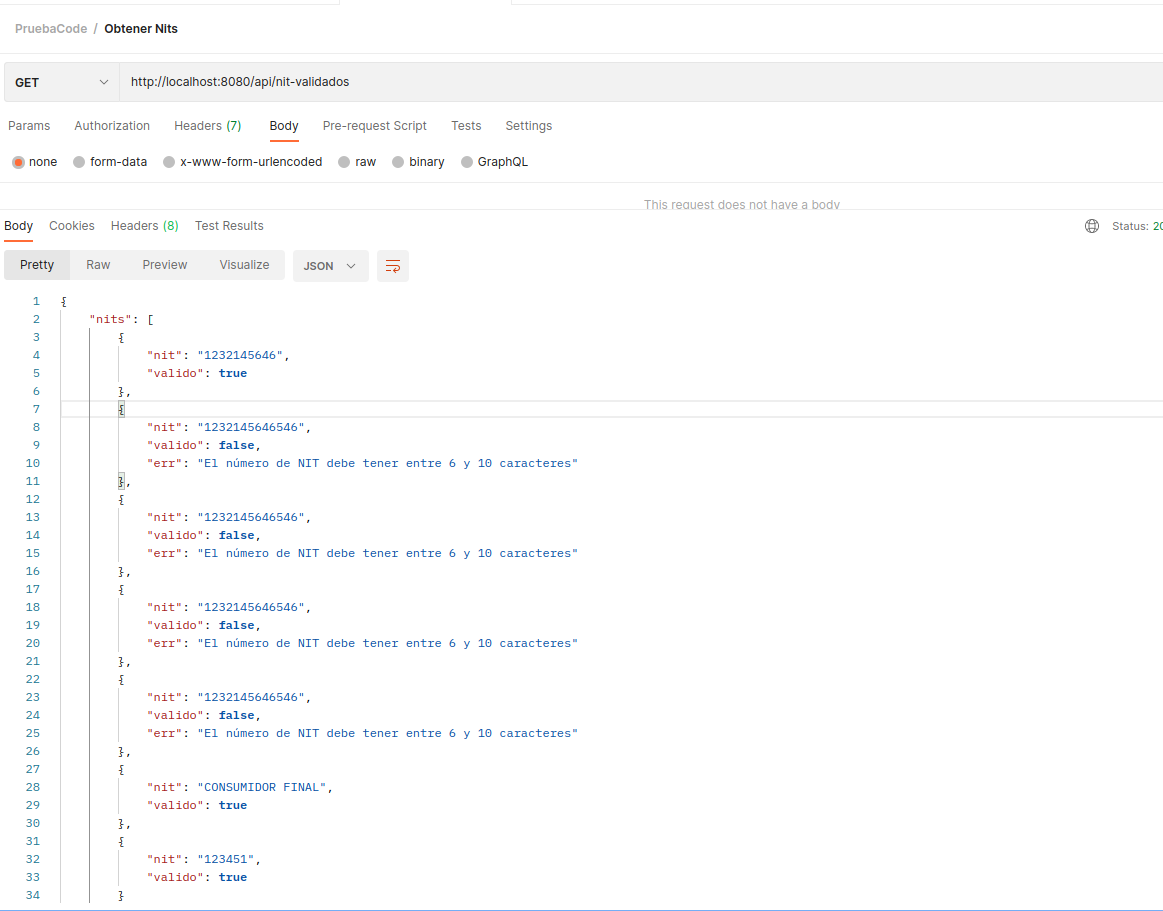 PruebaCode / Obtener Nits
GET http://localhost:8080/api/nit-validados
Params Authorization Headers (7) Body Pre-request Script Tests Settings
none form-data x-www-form-urlencoded raw binary GraphQL
This request does not have a body
Body Cookies Headers (8) Test Results Status: 20
Pretty Raw Preview Visualize JSON
1 {
2 "nits": [
3 {
4 "nit": "1232145646",
5 "valido": true
6 },
7 {
8 "nit": "1232145646546",
9 "valido": false,
10 "err": "El número de NIT debe tener entre 6 y 10 caracteres"
11 },
12 {
13 "nit": "1232145646546",
14 "valido": false,
15 "err": "El número de NIT debe tener entre 6 y 10 caracteres"
16 },
17 {
18 "nit": "1232145646546",
19 "valido": false,
20 "err": "El número de NIT debe tener entre 6 y 10 caracteres"
21 },
22 {
23 "nit": "1232145646546",
24 "valido": false,
25 "err": "El número de NIT debe tener entre 6 y 10 caracteres"
26 },
27 {
28 "nit": "CONSUMIDOR FINAL",
29 "valido": true
30 },
31 {
32 "nit": "123451",
33 "valido": true
34 }